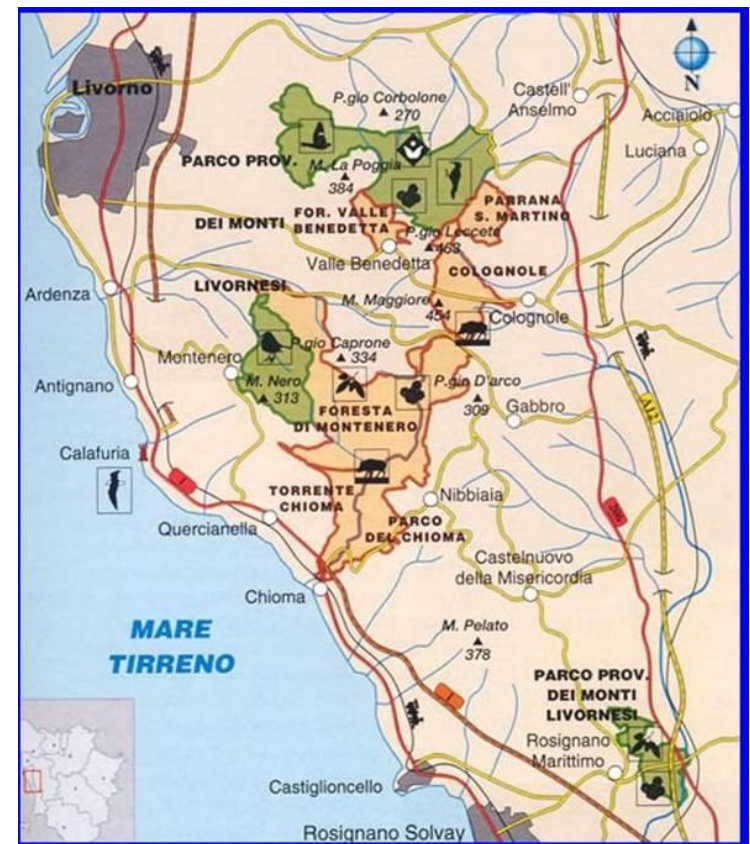 N
Livorno
P.gio Corbolone
270
Castell'
Anselmo
Acciaiolo
Luciana
PARCO PROV.
M. La Poggia
384
DEI MONTI
FOR. VALLE
BENEDETTA
PARRANA
S. MARTINO
P.gio Lecceta
463
Valle Benedetta
COLOGNOLE
LIVORNESI
Ardenza
M. Maggiore
454
Colognole
P.gio Caprone
334
Montenero
M. Nero
313
P.gio D'arco
309
Antignano
A12
Gabbro
FORESTA
DI MONTENERO
Calafuria
1
TORRENTE
CHIOMA
Nibbiaia
206
Quercianella
PARCO
DEL CHIOMA
Castelnuovo
della Misericordia
Chioma
MARE
TIRRENO
M. Pelato
378
PARCO PROV.
DEI MONTI
LIVORNESI
1
Rosignano
Marittimo
Castiglioncello
Rosignano Solvay